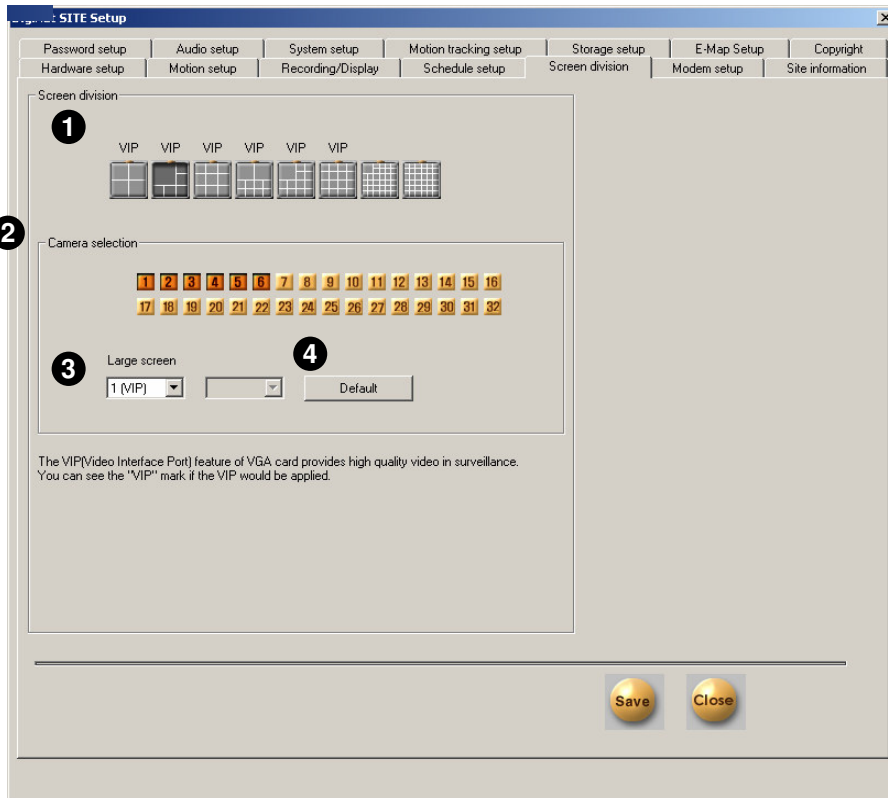 SITE Setup
Password setup Audio setup System setup Motion tracking setup Storage setup E-Map Setup Copyright
Hardware setup Motion setup Recording/Display Schedule setup Screen division Modem setup Site information
Screen division
1
VIP VIP VIP VIP VIP VIP
2
Camera selection
1 2 3 4 5 6 7 8 9 10 11 12 13 14 15 16
17 18 19 20 21 22 23 24 25 26 27 28 29 30 31 32
3
Large screen
4
1 (VIP)
Default
The VIP(Video Interface Port) feature of VGA card provides high quality video in surveillance.
You can see the "VIP" mark if the VIP would be applied.
Save Close